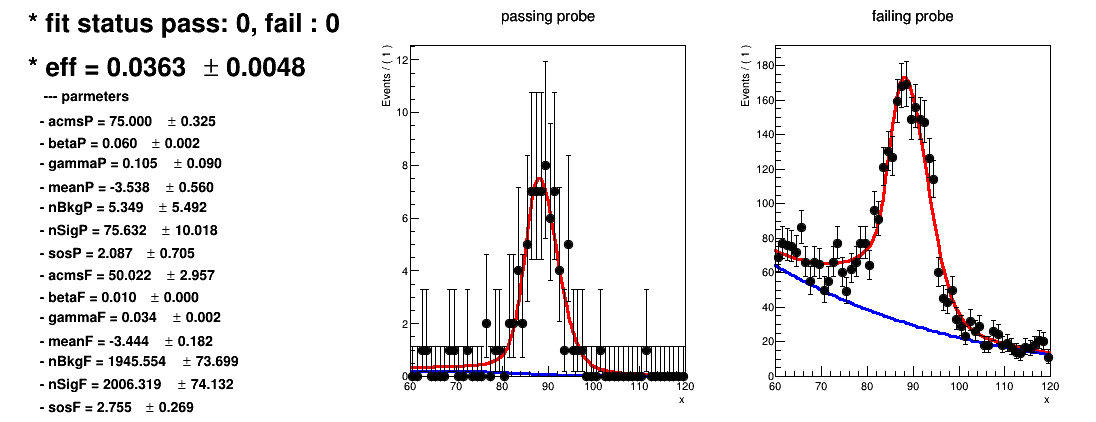 * fit status pass: 0, fail : 0
* eff = 0.0363 ± 0.0048
--- parmeters
- acmsP = 75.000 ± 0.325
- betaP = 0.060 ± 0.002
- gammaP = 0.105 ± 0.090
- meanP = -3.538 ± 0.560
- nBkgP = 5.349 ± 5.492
- nSigP = 75.632 ± 10.018
- sosP = 2.087 ± 0.705
- acmsF = 50.022 ± 2.957
- betaF = 0.010 ± 0.000
- gammaF = 0.034 ± 0.002
- meanF = -3.444 ± 0.182
- nBkgF = 1945.554 ± 73.699
- nSigF = 2006.319 ± 74.132
- sosF = 2.755 ± 0.269
passing probe
Events / ( 1 )
12
10
8
6
4
2
0
60 70 80 90 100 110 120
x
failing probe
Events / ( 1 )
180
160
140
120
100
80
60
40
20
0
60 70 80 90 100 110 120
x